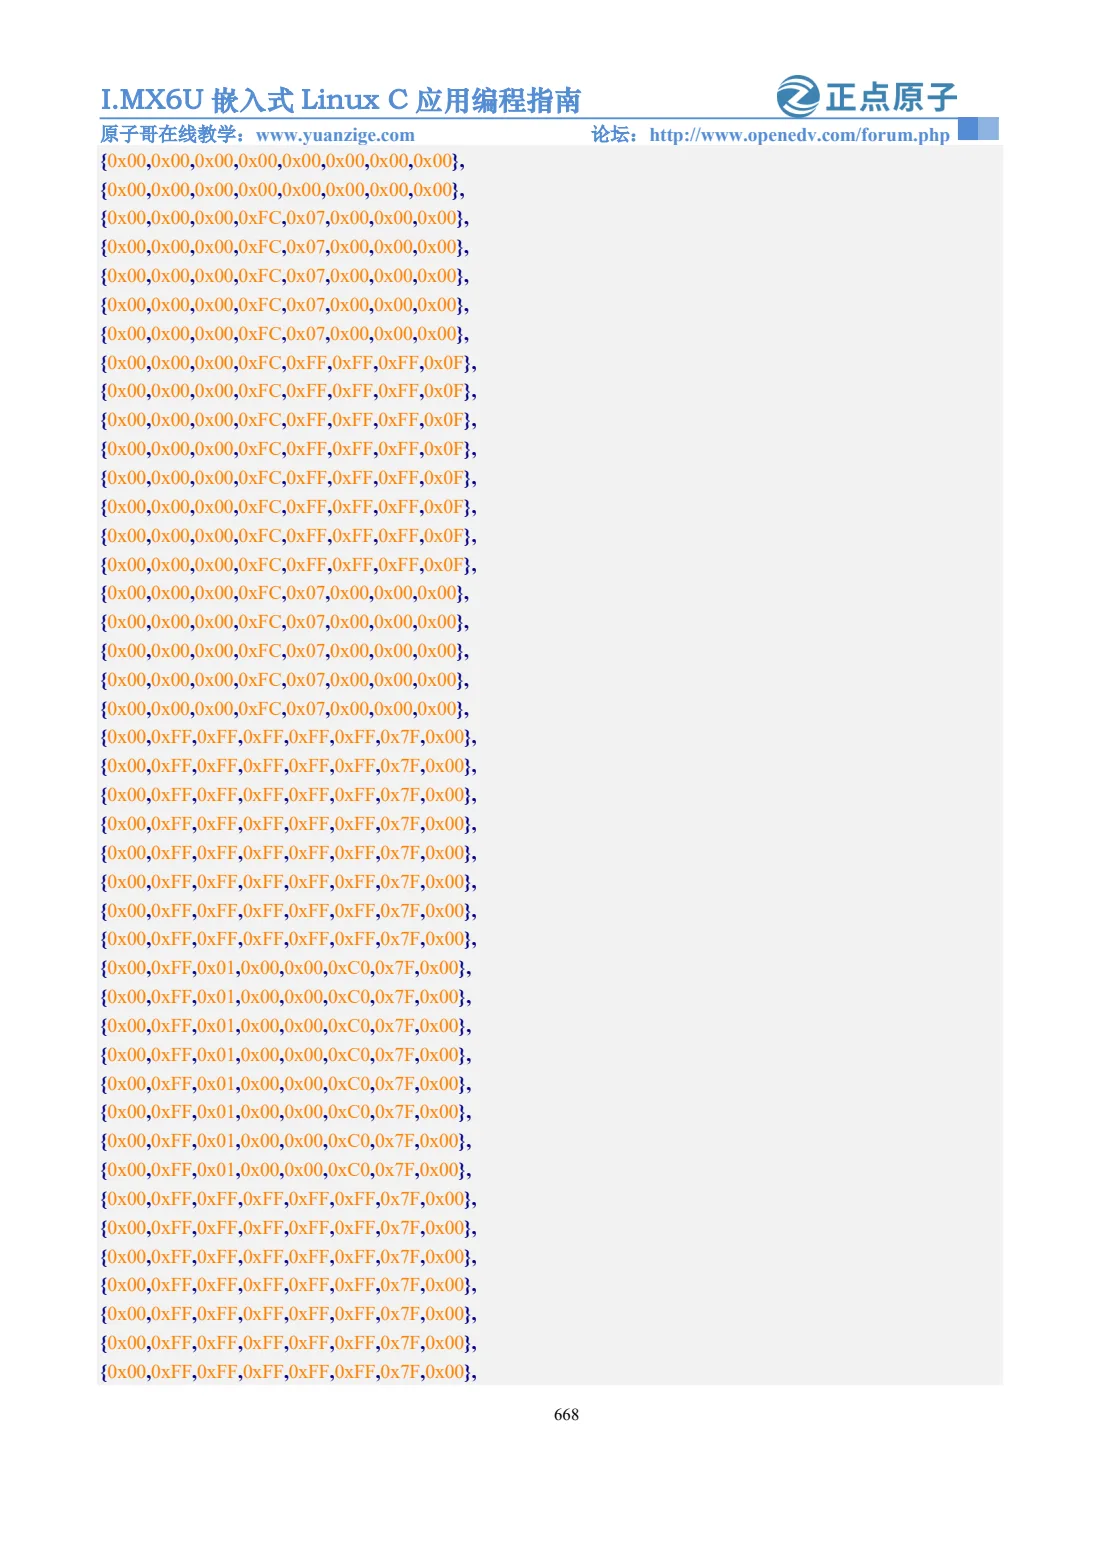 I.MX6U 嵌入式 Linux C 应用编程指南
正点原子
原子哥在线教学：www.yuanzige.com 论坛：http://www.openedv.com/forum.php
{0x00,0x00,0x00,0x00,0x00,0x00,0x00,0x00},
{0x00,0x00,0x00,0x00,0x00,0x00,0x00,0x00},
{0x00,0x00,0x00,0xFC,0x07,0x00,0x00,0x00},
{0x00,0x00,0x00,0xFC,0x07,0x00,0x00,0x00},
{0x00,0x00,0x00,0xFC,0x07,0x00,0x00,0x00},
{0x00,0x00,0x00,0xFC,0x07,0x00,0x00,0x00},
{0x00,0x00,0x00,0xFC,0x07,0x00,0x00,0x00},
{0x00,0x00,0x00,0xFC,0xFF,0xFF,0xFF,0x0F},
{0x00,0x00,0x00,0xFC,0xFF,0xFF,0xFF,0x0F},
{0x00,0x00,0x00,0xFC,0xFF,0xFF,0xFF,0x0F},
{0x00,0x00,0x00,0xFC,0xFF,0xFF,0xFF,0x0F},
{0x00,0x00,0x00,0xFC,0xFF,0xFF,0xFF,0x0F},
{0x00,0x00,0x00,0xFC,0xFF,0xFF,0xFF,0x0F},
{0x00,0x00,0x00,0xFC,0xFF,0xFF,0xFF,0x0F},
{0x00,0x00,0x00,0xFC,0xFF,0xFF,0xFF,0x0F},
{0x00,0x00,0x00,0xFC,0x07,0x00,0x00,0x00},
{0x00,0x00,0x00,0xFC,0x07,0x00,0x00,0x00},
{0x00,0x00,0x00,0xFC,0x07,0x00,0x00,0x00},
{0x00,0x00,0x00,0xFC,0x07,0x00,0x00,0x00},
{0x00,0x00,0x00,0xFC,0x07,0x00,0x00,0x00},
{0x00,0xFF,0xFF,0xFF,0xFF,0xFF,0x7F,0x00},
{0x00,0xFF,0xFF,0xFF,0xFF,0xFF,0x7F,0x00},
{0x00,0xFF,0xFF,0xFF,0xFF,0xFF,0x7F,0x00},
{0x00,0xFF,0xFF,0xFF,0xFF,0xFF,0x7F,0x00},
{0x00,0xFF,0xFF,0xFF,0xFF,0xFF,0x7F,0x00},
{0x00,0xFF,0xFF,0xFF,0xFF,0xFF,0x7F,0x00},
{0x00,0xFF,0xFF,0xFF,0xFF,0xFF,0x7F,0x00},
{0x00,0xFF,0xFF,0xFF,0xFF,0xFF,0x7F,0x00},
{0x00,0xFF,0x01,0x00,0x00,0xC0,0x7F,0x00},
{0x00,0xFF,0x01,0x00,0x00,0xC0,0x7F,0x00},
{0x00,0xFF,0x01,0x00,0x00,0xC0,0x7F,0x00},
{0x00,0xFF,0x01,0x00,0x00,0xC0,0x7F,0x00},
{0x00,0xFF,0x01,0x00,0x00,0xC0,0x7F,0x00},
{0x00,0xFF,0x01,0x00,0x00,0xC0,0x7F,0x00},
{0x00,0xFF,0x01,0x00,0x00,0xC0,0x7F,0x00},
{0x00,0xFF,0x01,0x00,0x00,0xC0,0x7F,0x00},
{0x00,0xFF,0xFF,0xFF,0xFF,0xFF,0x7F,0x00},
{0x00,0xFF,0xFF,0xFF,0xFF,0xFF,0x7F,0x00},
{0x00,0xFF,0xFF,0xFF,0xFF,0xFF,0x7F,0x00},
{0x00,0xFF,0xFF,0xFF,0xFF,0xFF,0x7F,0x00},
{0x00,0xFF,0xFF,0xFF,0xFF,0xFF,0x7F,0x00},
{0x00,0xFF,0xFF,0xFF,0xFF,0xFF,0x7F,0x00},
{0x00,0xFF,0xFF,0xFF,0xFF,0xFF,0x7F,0x00},
668